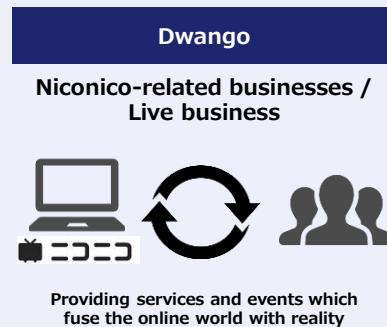 Dwango
Niconico-related businesses /
Live business
ニコニコ
Providing services and events which
fuse the online world with reality